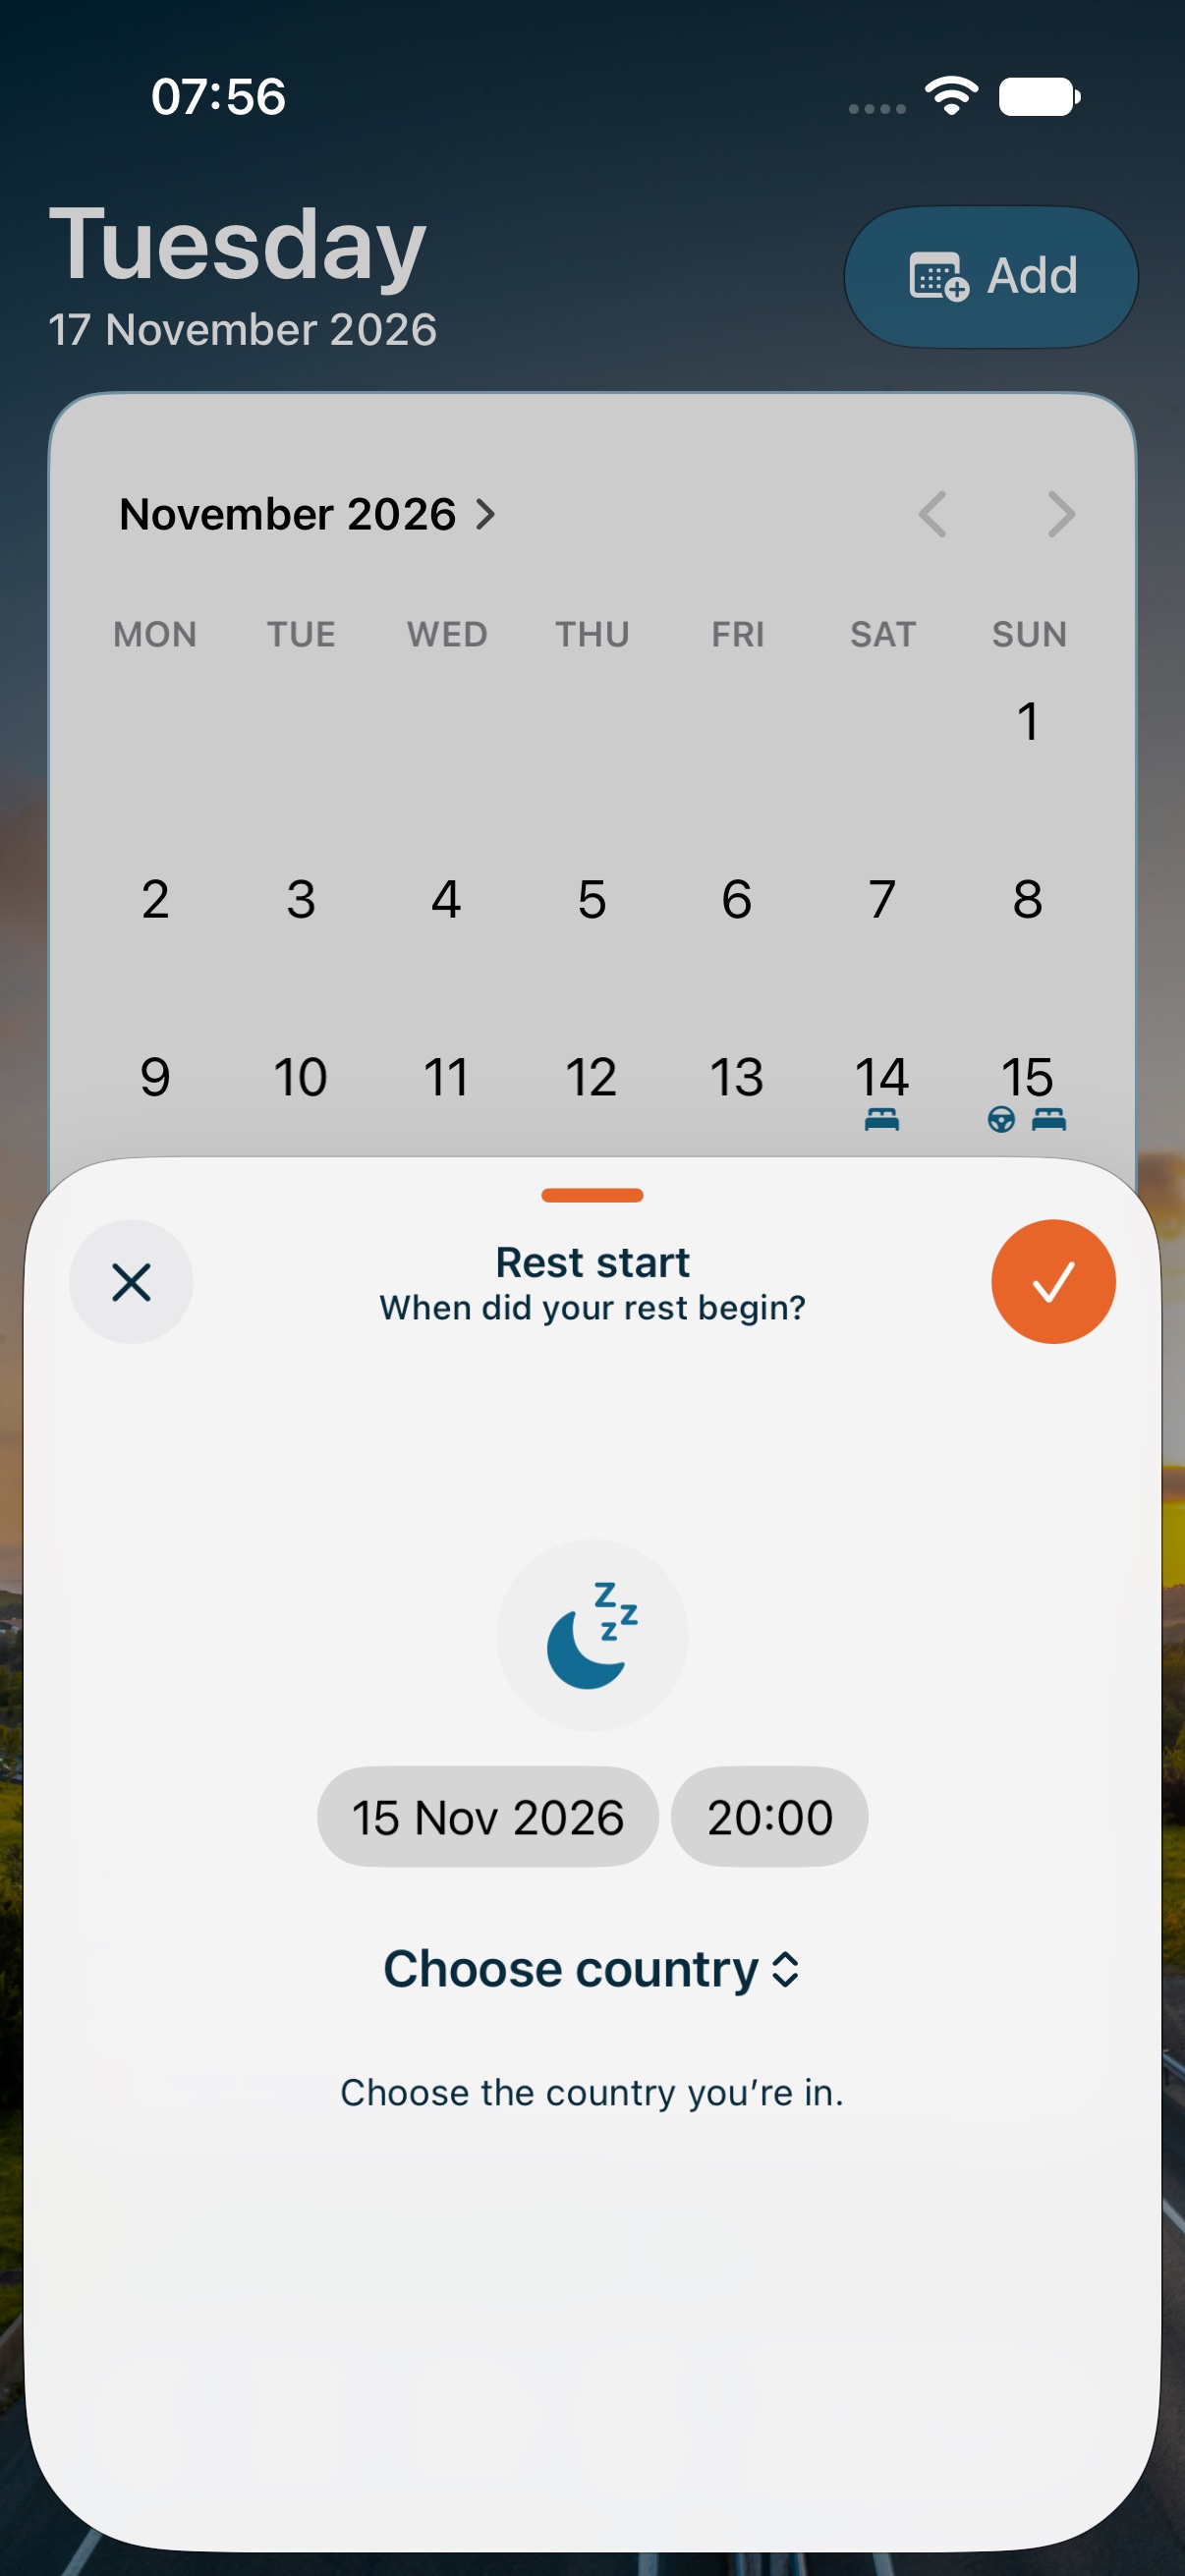 07:56
Tuesday
17 November 2026
Add
November 2026
MON TUE WED THU FRI SAT SUN
1
2 3 4 5 6 7 8
9 10 11 12 13 14 15
Rest start
When did your rest begin?
z z z
15 Nov 2026 20:00
Choose country
Choose the country you’re in.